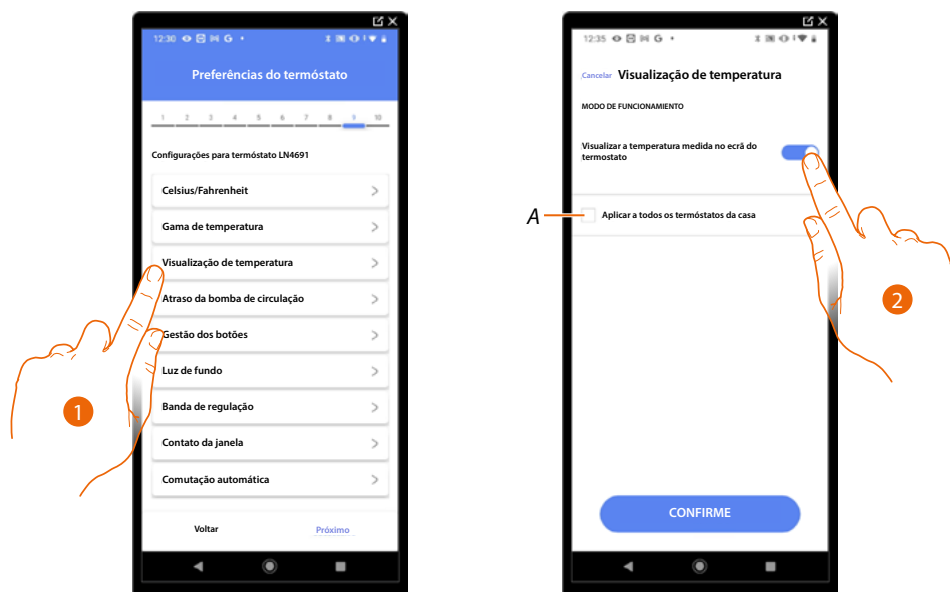 12:30 G
Preferências do termóstato
1 2 3 4 5 6 7 8 9 10
Configurações para termóstato LN4691
Celsius/Fahrenheit
Gama de temperatura
Visualização de temperatura
Atraso da bomba de circulação
Gestão dos botões
Luz de fundo
Banda de regulação
Contato da janela
Comutação automática
Voltar Próximo
1
12:35 G
Cancelar Visualização de temperatura
MODO DE FUNCIONAMENTO
Visualizar a temperatura medida no ecrã do
termostato
A
Aplicar a todos os termóstatos da casa
2
CONFIRME